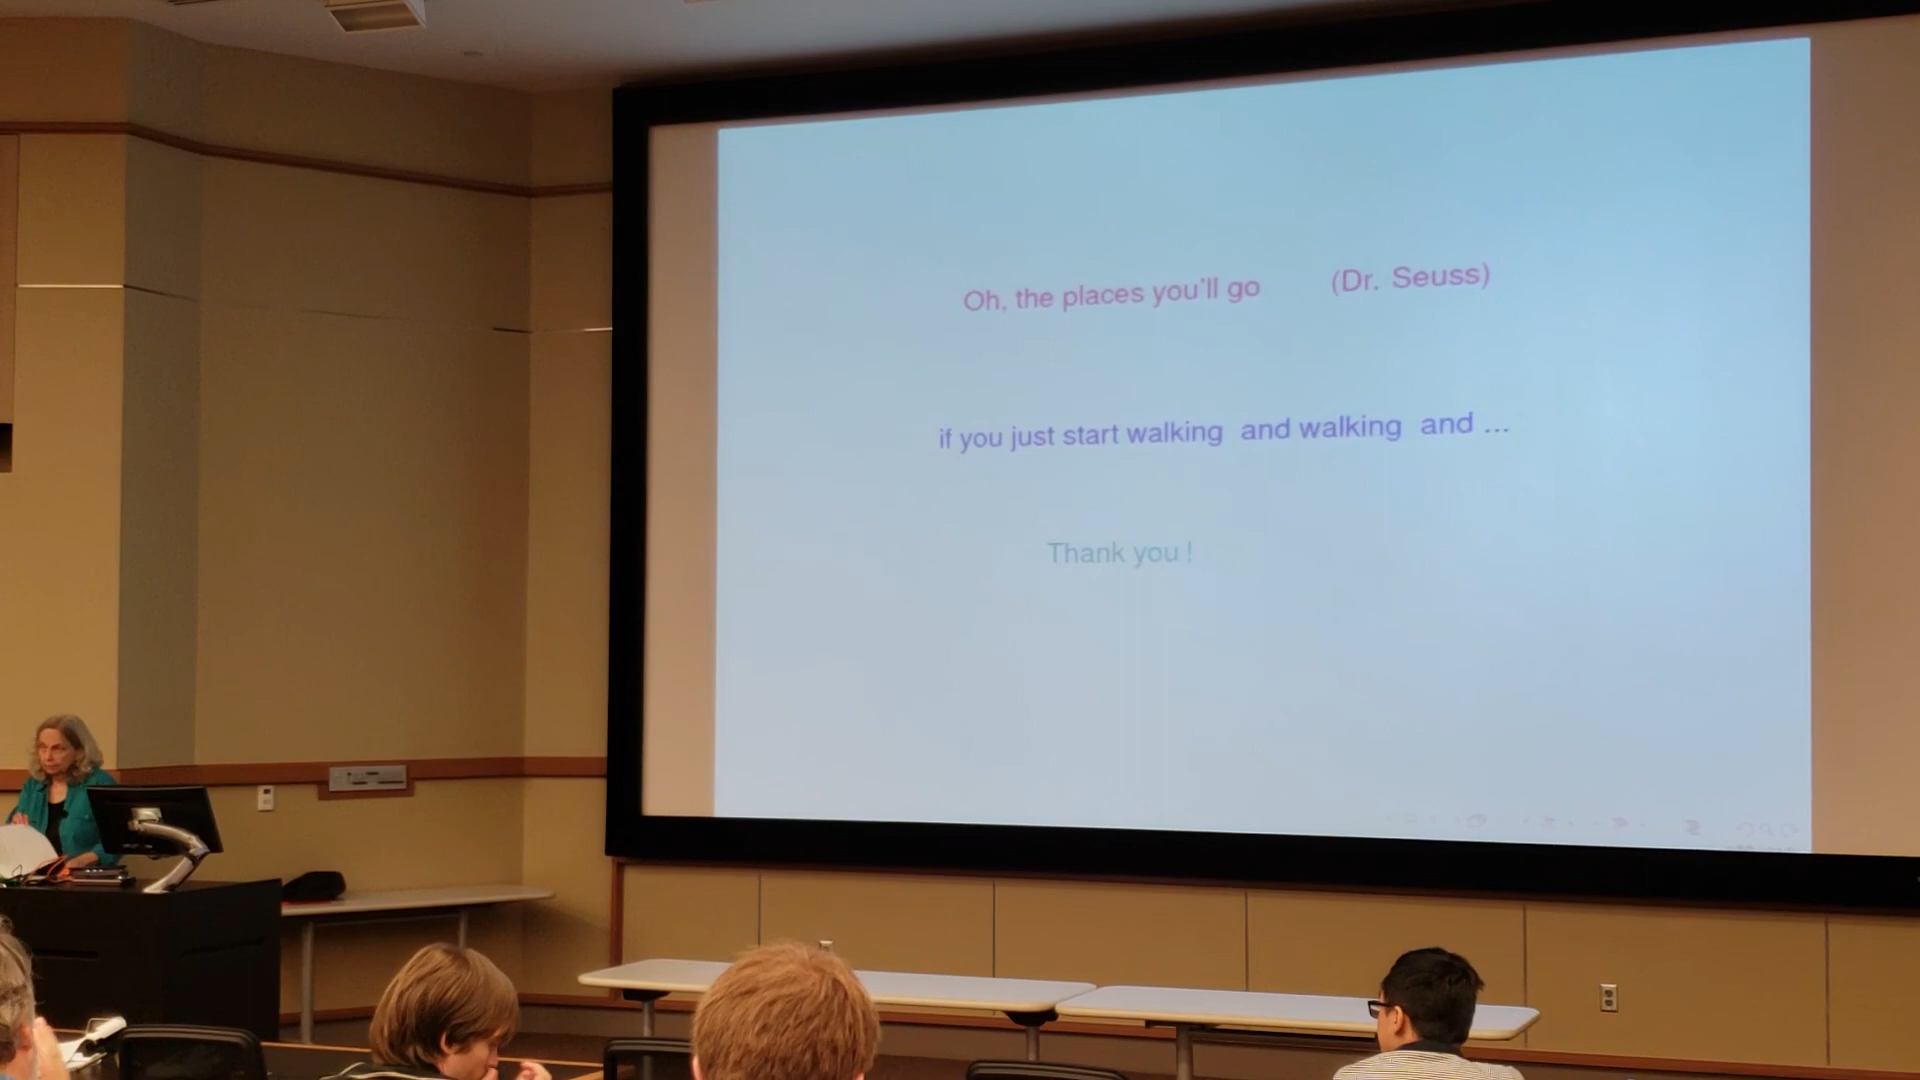 Oh, the places you'll go (Dr. Seuss)
if you just start walking and walking and ...
Thank you !